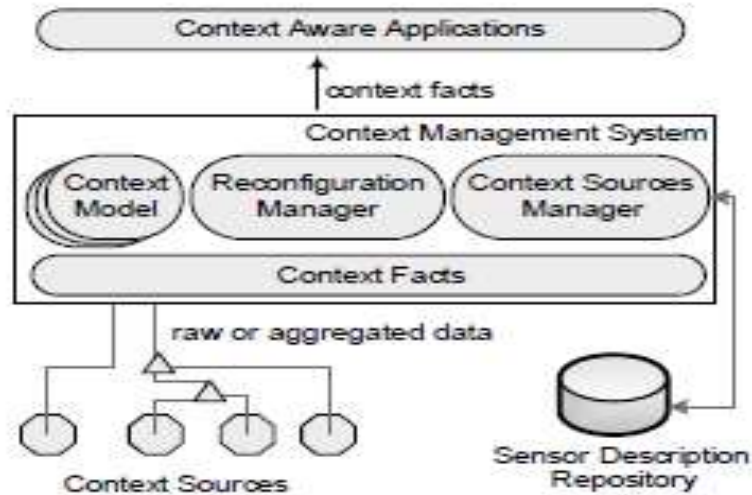 Context Aware Applications
context facts
Context Management System
Context
Model
Reconfiguration
Manager
Context Sources
Manager
Context Facts
raw or aggregated data
Context Sources
Sensor Description
Repository